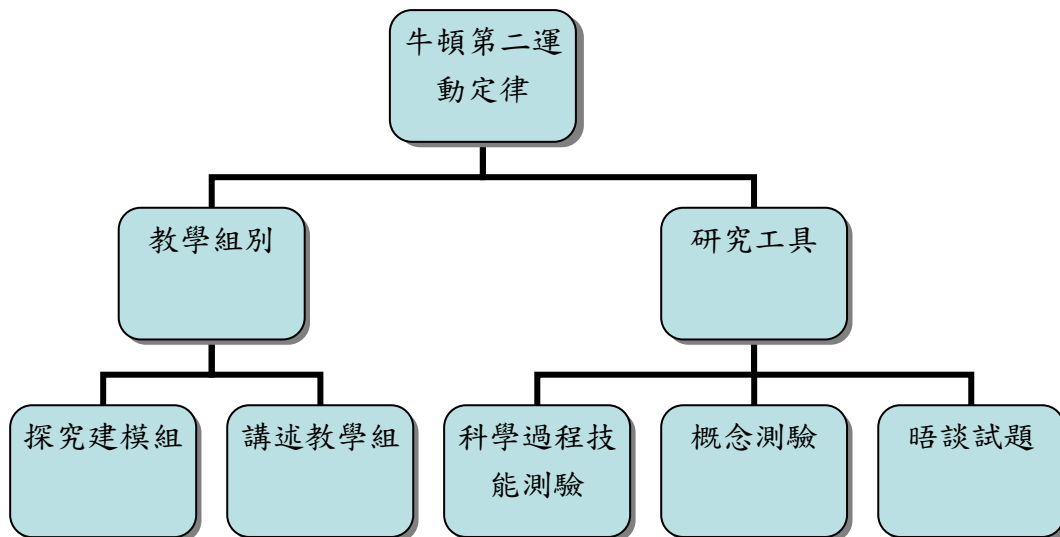 牛頓第二運
動定律
教學組別
研究工具
探究建模組
講述教學組
科學過程技
能測驗
概念測驗
晤談試題